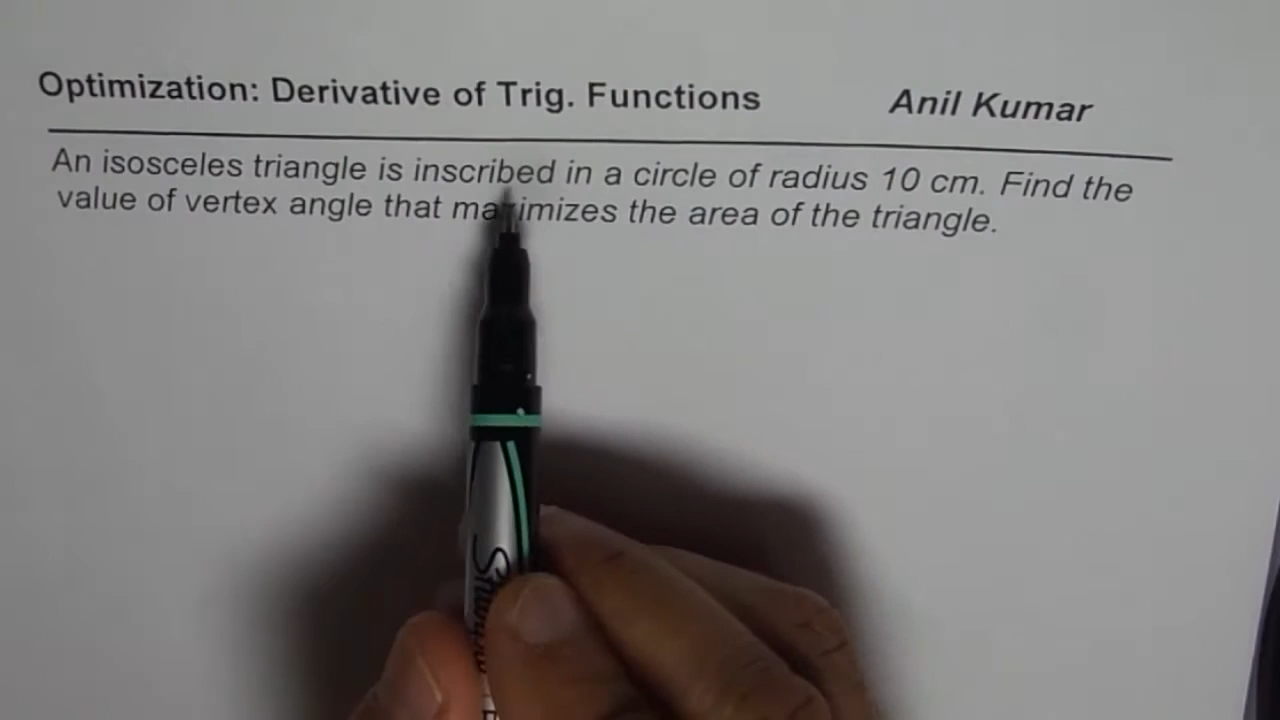 Optimization: Derivative of Trig. Functions
Anil Kumar
An isosceles triangle is inscribed in a circle of radius 10 cm. Find the
value of vertex angle that maximizes the area of the triangle.